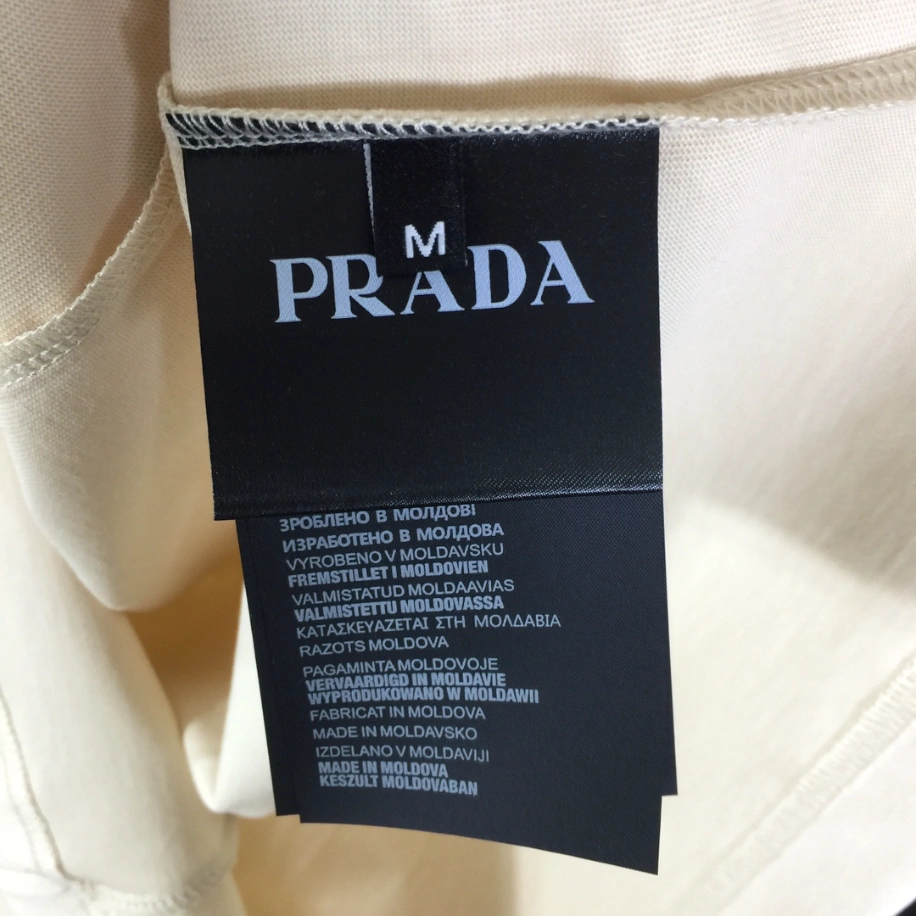 M
PRADA
ЗРОБЛЕНО В МОЛДОВІ
ИЗРАБОТЕНО В МОЛДОВА
VYROBENO V MOLDAVSKU
FREMSTILLET I MOLDOVIEN
VALMISTATUD MOLDAAVIAS
VALMISTETTU MOLDOVASSA
ΚΑΤΑΣΚΕΥΑΖΕΤΑΙ ΣΤΗ ΜΟΛΔΑΒΙΑ
RAZOTS MOLDOVA
PAGAMINTA MOLDOVOJE
VERVAARDIGD IN MOLDAVIE
WYPRODUKOWANO W MOLDAWII
FABRICAT IN MOLDOVA
MADE IN MOLDAVSKO
IZDELANO V MOLDAVIJI
MADE IN MOLDOVA
KESZULT MOLDOVABAN